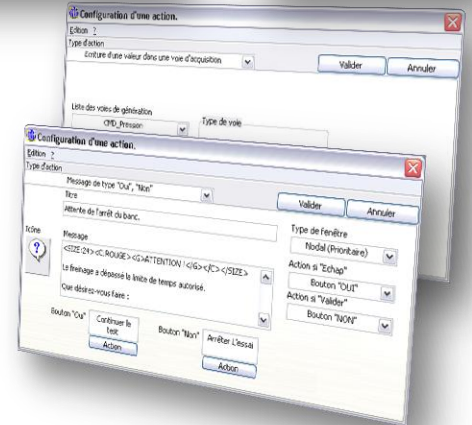 Configuration d'une action.
Edition ?
Type d'action
Ecriture d'une valeur dans une voie d'acquisition
Valider
Annuler
Liste des voies de génération
CMD_Pression
Type de voie
Configuration d'une action.
Edition ?
Type d'action
Message de type "Oui", "Non"
Valider
Annuler
Titre
Attente de l'arrêt du banc.
Icône
?
Message
<SIZE:24><C:ROUGE><G>ATTENTION !</G></C></SIZE>
Le freinage a dépassé la limite de temps autorisé.
Que désirez-vous faire :
Type de fenêtre
Nodal (Prioritaire)
Action si "Echap"
Bouton "OUI"
Action si "Valider"
Bouton "NON"
Bouton "Oui"
Continuer le
test
Action
Bouton "Non"
Arrêter L'essai
Action